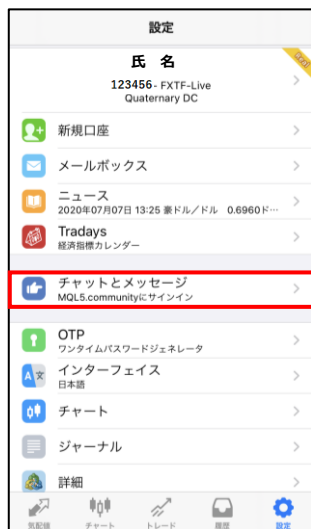 設定
氏 名
Real
123456 - FXTF-Live
Quaternary DC
新規口座
メールボックス
ニュース
2020年07月07日 13:25 豪ドル／ドル 0.6960ド…
Tradays
経済指標カレンダー
チャットとメッセージ
MQL5.communityにサインイン
OTP
ワンタイムパスワードジェネレータ
インターフェイス
日本語
チャート
ジャーナル
詳細
気配値 チャート トレード 履歴 設定